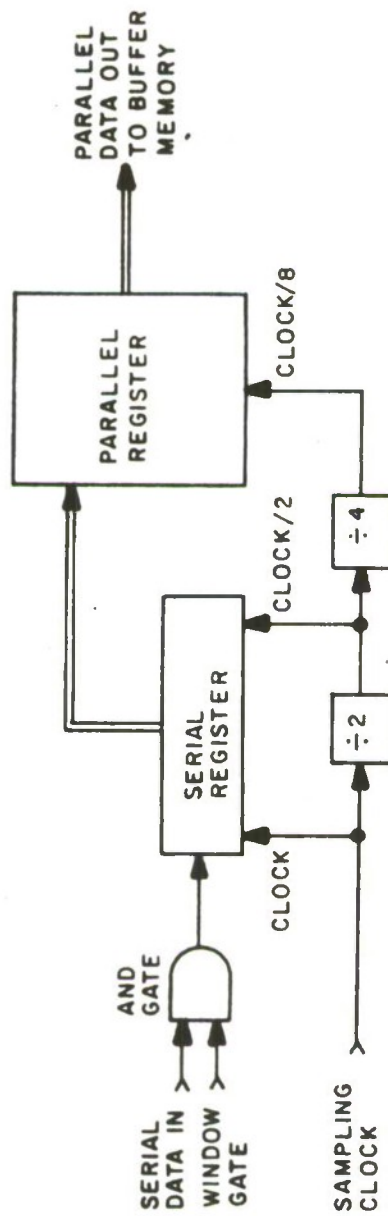 SERIAL
DATA IN
WINDOW
GATE
AND
GATE
SERIAL
REGISTER
PARALLEL
REGISTER
PARALLEL
DATA OUT
TO BUFFER
MEMORY
CLOCK
CLOCK/2
CLOCK/8
SAMPLING
CLOCK
÷2
÷4